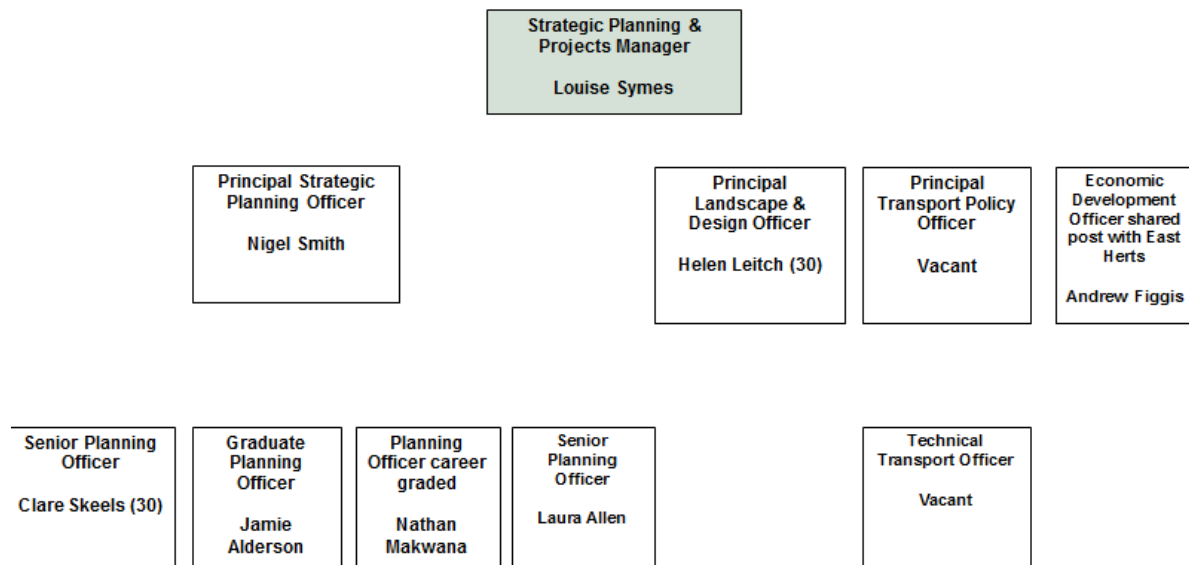 Strategic Planning &
Projects Manager
Louise Symes
Principal Strategic
Planning Officer
Nigel Smith
Principal
Landscape &
Design Officer
Helen Leitch (30)
Principal
Transport Policy
Officer
Vacant
Economic
Development
Officer shared
post with East
Herts
Andrew Figgis
Senior Planning
Officer
Clare Skeels (30)
Graduate
Planning
Officer
Jamie
Alderson
Planning
Officer career
graded
Nathan
Makwana
Senior
Planning
Officer
Laura Allen
Technical
Transport Officer
Vacant